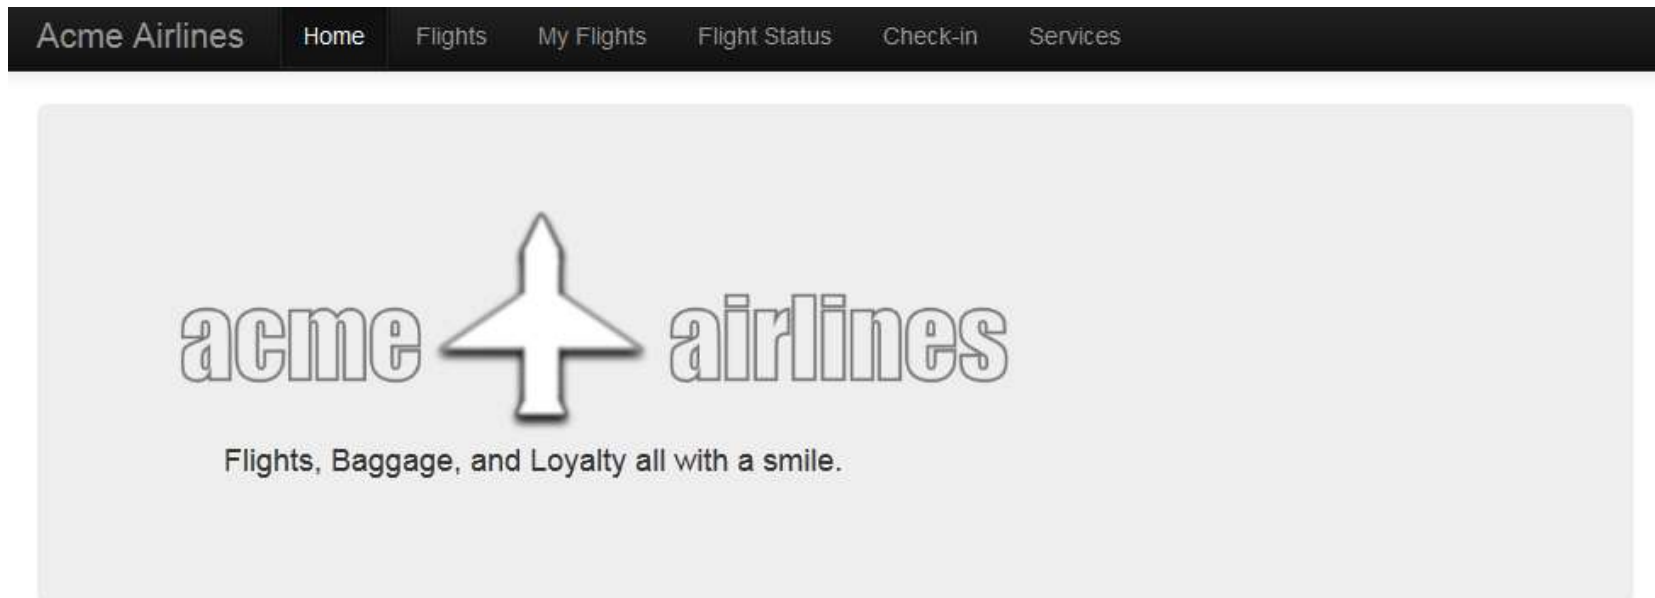 Acme Airlines Home Flights My Flights Flight Status Check-in Services
acme airlines
Flights, Baggage, and Loyalty all with a smile.